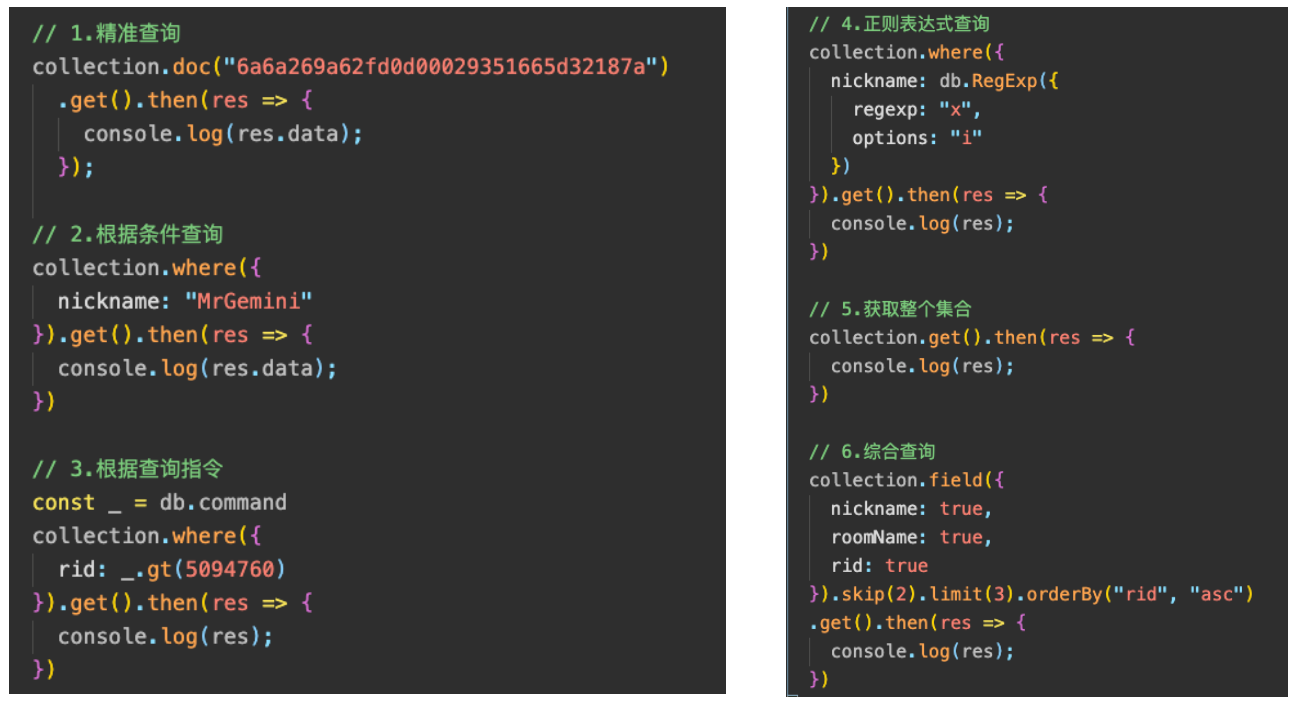 // 1.精准查询
collection.doc("6a6a269a62fd0d00029351665d32187a")
  .get().then(res => {
    console.log(res.data);
  });
// 2.根据条件查询
collection.where({
  nickname: "MrGemini"
}).get().then(res => {
  console.log(res.data);
})
// 3.根据查询指令
const _ = db.command
collection.where({
  rid: _.gt(5094760)
}).get().then(res => {
  console.log(res);
})
// 4.正则表达式查询
collection.where({
  nickname: db.RegExp({
    regexp: "x",
    options: "i"
  })
}).get().then(res => {
  console.log(res);
})
// 5.获取整个集合
collection.get().then(res => {
  console.log(res);
})
// 6.综合查询
collection.field({
  nickname: true,
  roomName: true,
  rid: true
}).skip(2).limit(3).orderBy("rid", "asc")
.get().then(res => {
  console.log(res);
})